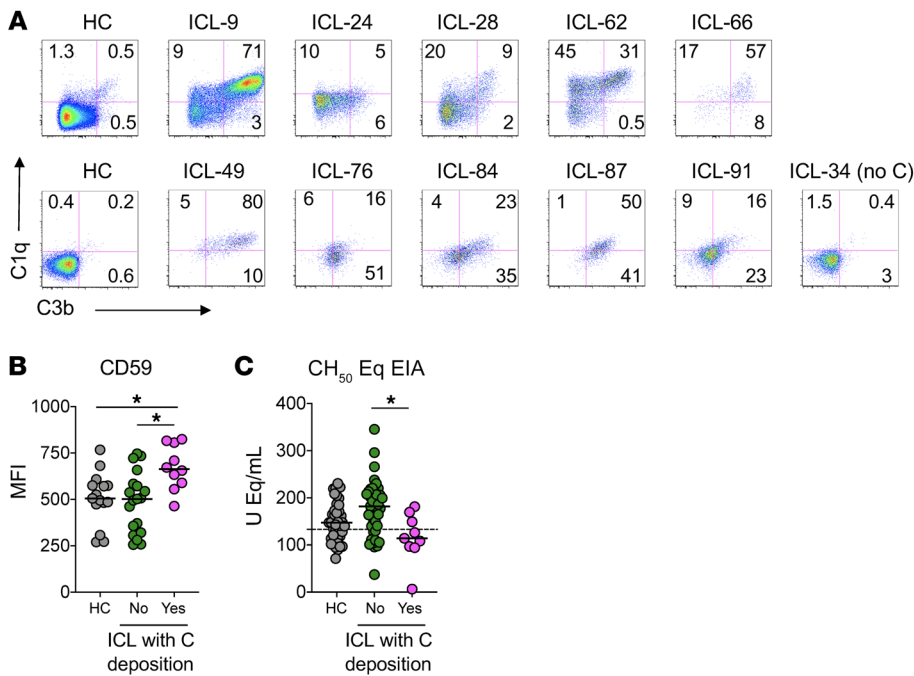 A
HC ICL-9 ICL-24 ICL-28 ICL-62 ICL-66
1.3 0.5 9 71 10 5 20 9 45 31 17 57
0.5 3 6 2 0.5 8
HC ICL-49 ICL-76 ICL-84 ICL-87 ICL-91 ICL-34 (no C)
0.4 0.2 5 80 6 16 4 23 1 50 9 16 1.5 0.4
0.6 10 51 35 41 23 3
C1q
C3b
B
CD59
MFI
1000
750
500
250
0
* *
HC No Yes
ICL with C
deposition
C
CH50 Eq EIA
U Eq/mL
400
300
200
100
0
*
HC No Yes
ICL with C
deposition